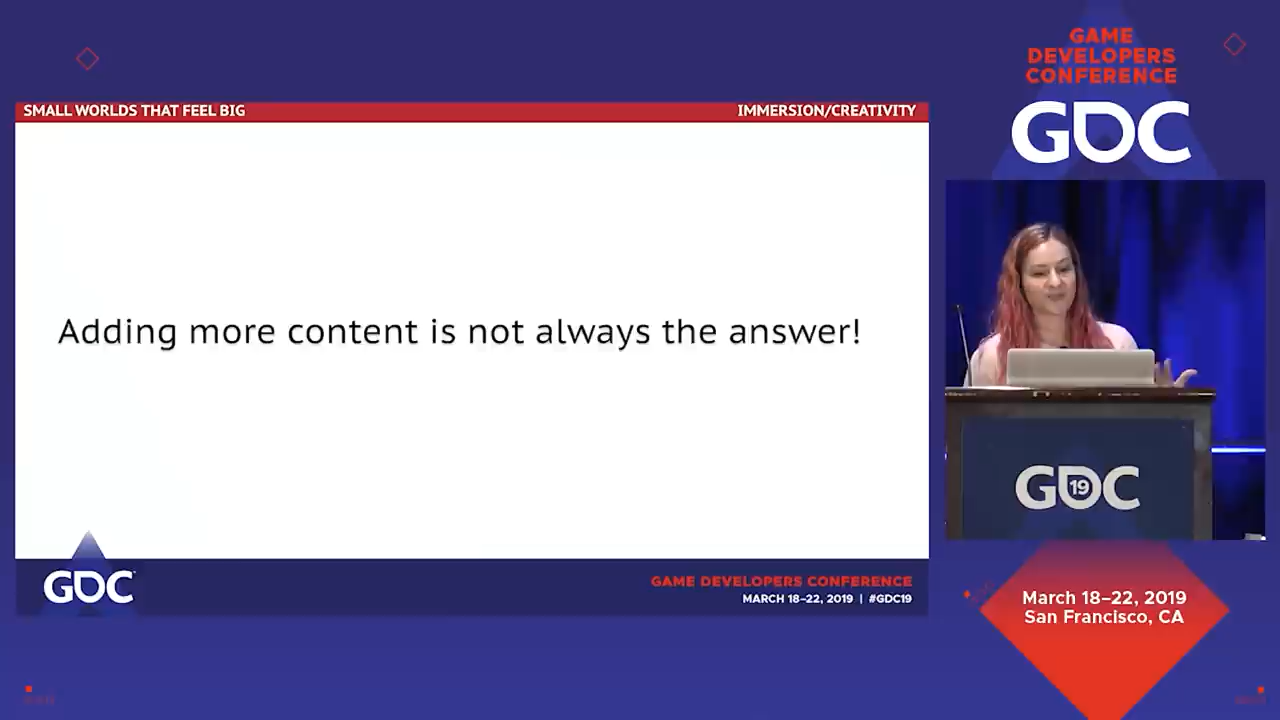 GAME
DEVELOPERS
CONFERENCE
GDC
SMALL WORLDS THAT FEEL BIG
IMMERSION/CREATIVITY
Adding more content is not always the answer!
GDC
GAME DEVELOPERS CONFERENCE
MARCH 18–22, 2019 | #GDC19
GDC
19
March 18–22, 2019
San Francisco, CA